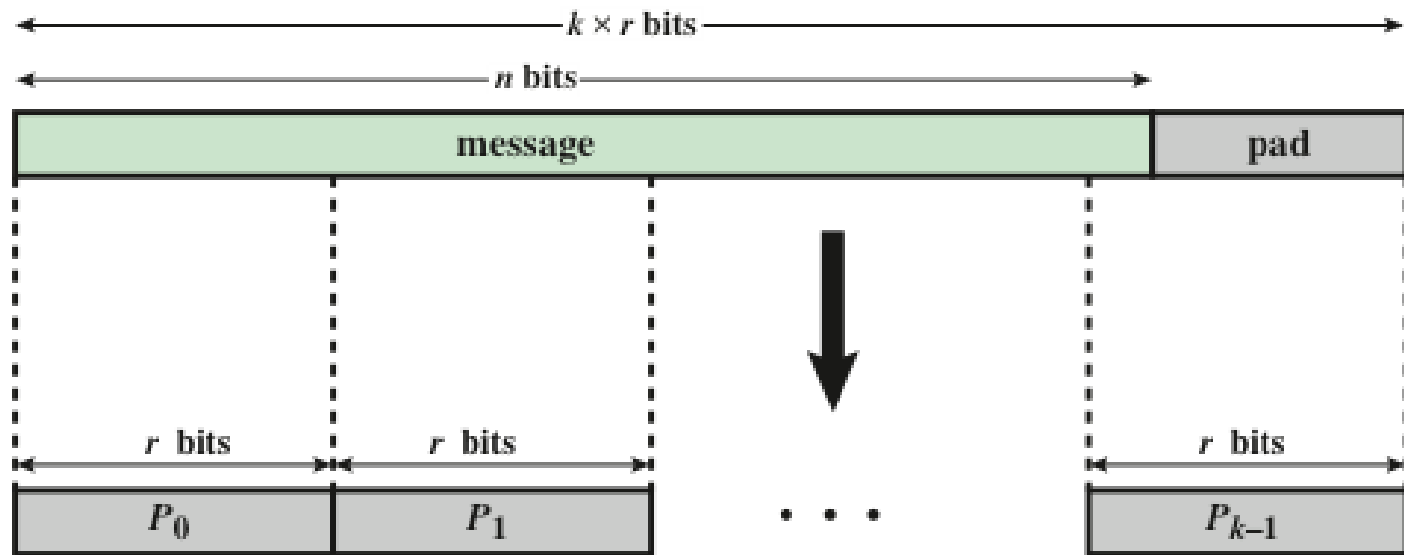 k × r bits
n bits
message pad
r bits r bits r bits
P₀ P₁ . . . Pₖ₋₁